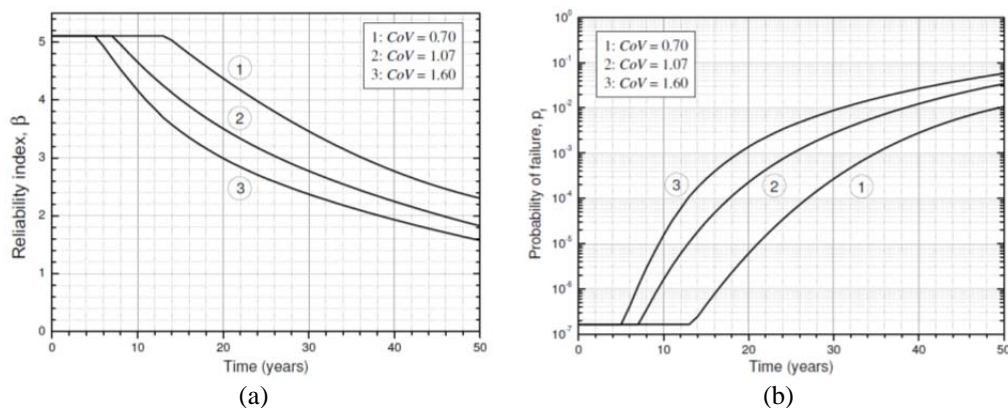 5
4
3
2
1
0
Reliability index, β
1: CoV = 0.70
2: CoV = 1.07
3: CoV = 1.60
1
2
3
0 10 20 30 40 50
Time (years)
(a)
10⁰
10⁻¹
10⁻²
10⁻³
10⁻⁴
10⁻⁵
10⁻⁶
10⁻⁷
Probability of failure, pf
1: CoV = 0.70
2: CoV = 1.07
3: CoV = 1.60
3
2
1
0 10 20 30 40 50
Time (years)
(b)